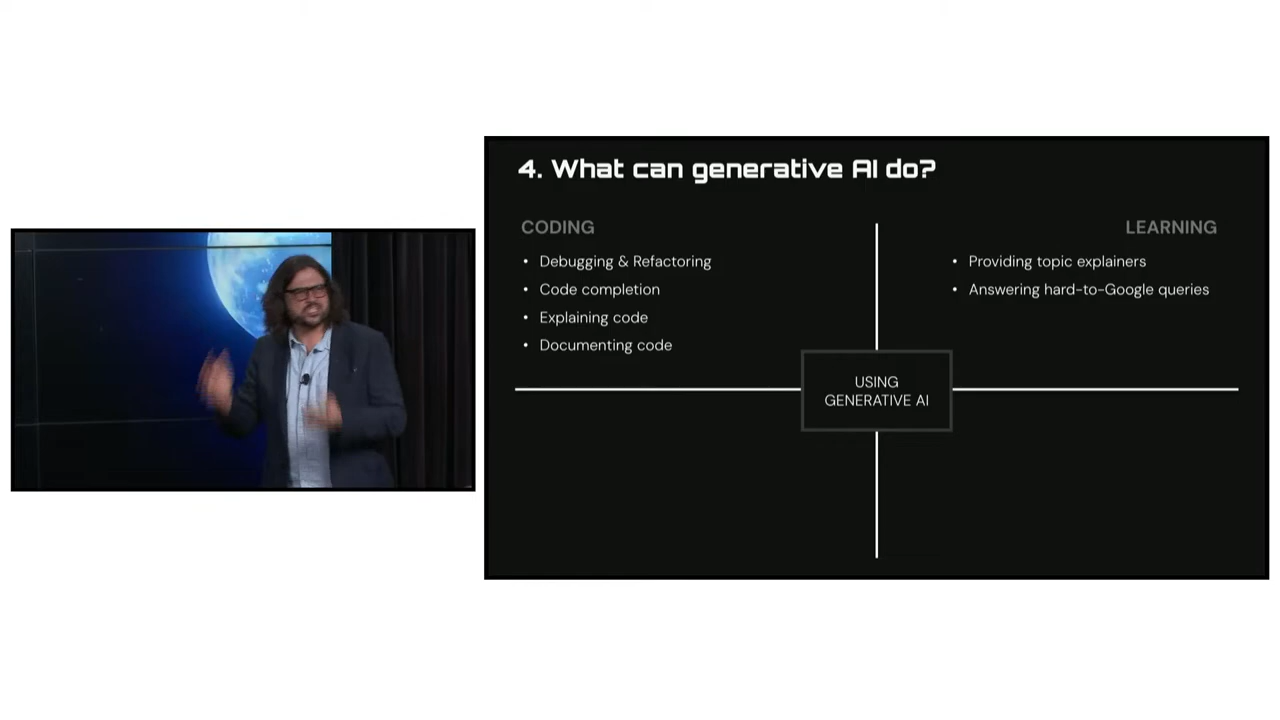 4. What can generative AI do?
CODING
• Debugging & Refactoring
• Code completion
• Explaining code
• Documenting code
LEARNING
• Providing topic explainers
• Answering hard-to-Google queries
USING
GENERATIVE AI